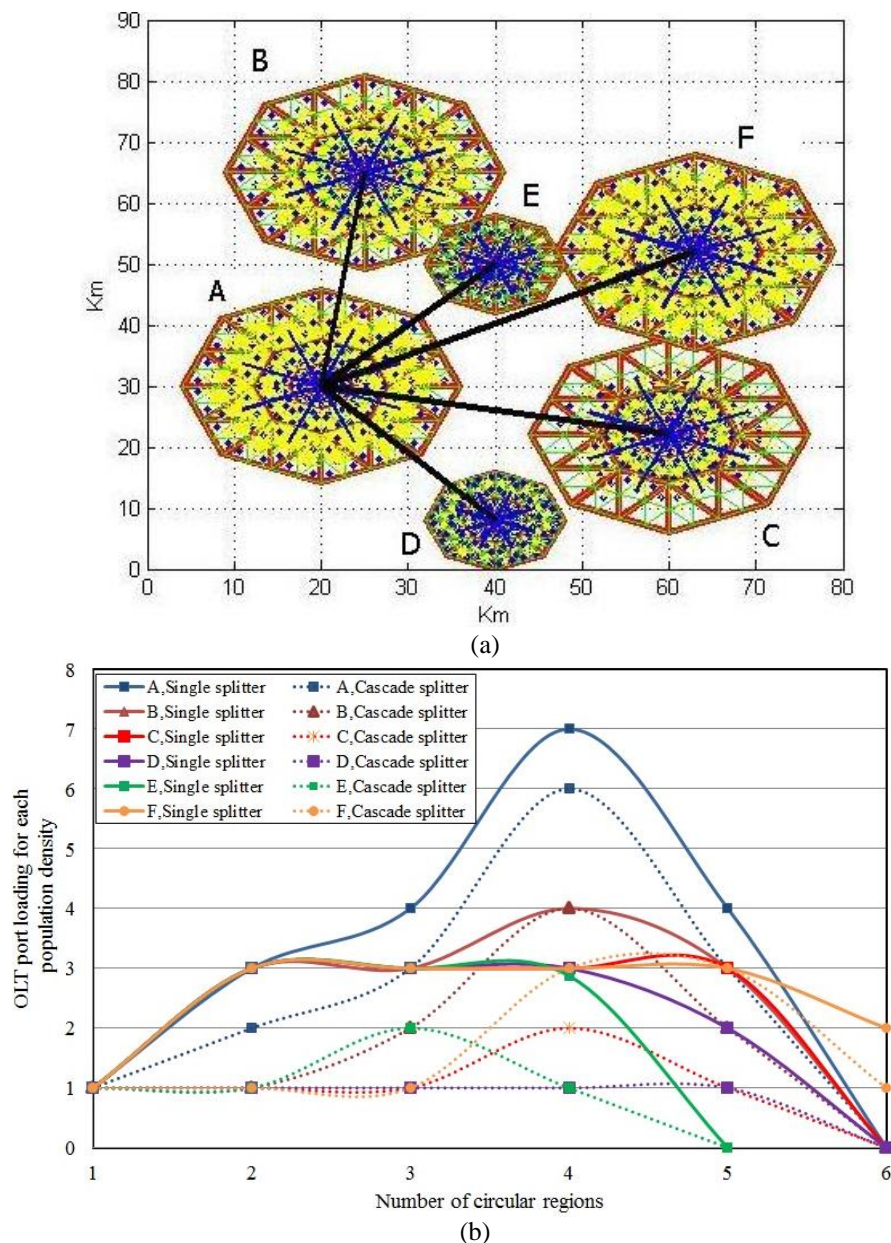 90
80
70
60
50
40
30
20
10
0
Km
B
F
E
A
D
C
0 10 20 30 40 50 60 70 80
Km
(a)
8
7
6
5
4
3
2
1
0
OLT port loading for each
population density
A,Single splitter A,Cascade splitter
B,Single splitter B,Cascade splitter
C,Single splitter C,Cascade splitter
D,Single splitter D,Cascade splitter
E,Single splitter E,Cascade splitter
F,Single splitter F,Cascade splitter
1 2 3 4 5 6
Number of circular regions
(b)